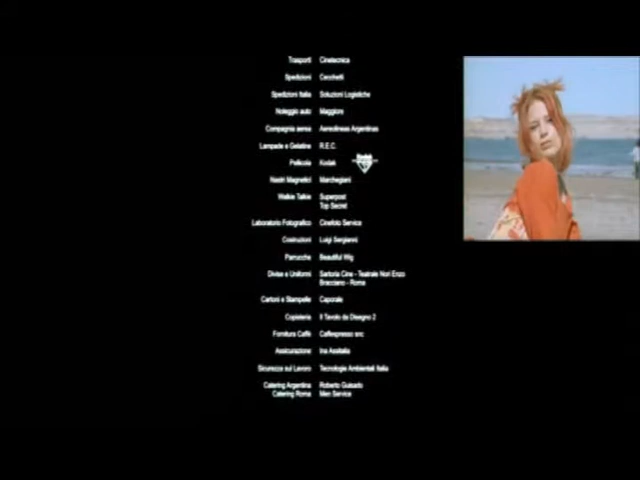 Trasporti Cinetecnica
Spedizioni Cecchetti
Spedizioni Italia Soluzioni Logistiche
Noleggio auto Maggiore
Compagnia aerea Aereolineas Argentinas
Lampade e Gelatine R.E.C.
Pellicola Kodak
Nastri Magnetici Marchegiani
Walkie Talkie Superpost
Top Secret
Laboratorio Fotografico Cinefoto Service
Costruzioni Luigi Sergianni
Parrucche Beautiful Wig
Divise e Uniformi Sartoria Cine - Teatrale Nori Enzo
Bracciano - Roma
Cartoni e Stampelle Caporale
Copisteria Il Tavolo da Disegno 2
Fornitura Caffè Caffespresso snc
Assicurazione Ina Assitalia
Sicurezza sul Lavoro Tecnologie Ambientali Italia
Catering Argentina Roberto Guisado
Catering Roma Men Service